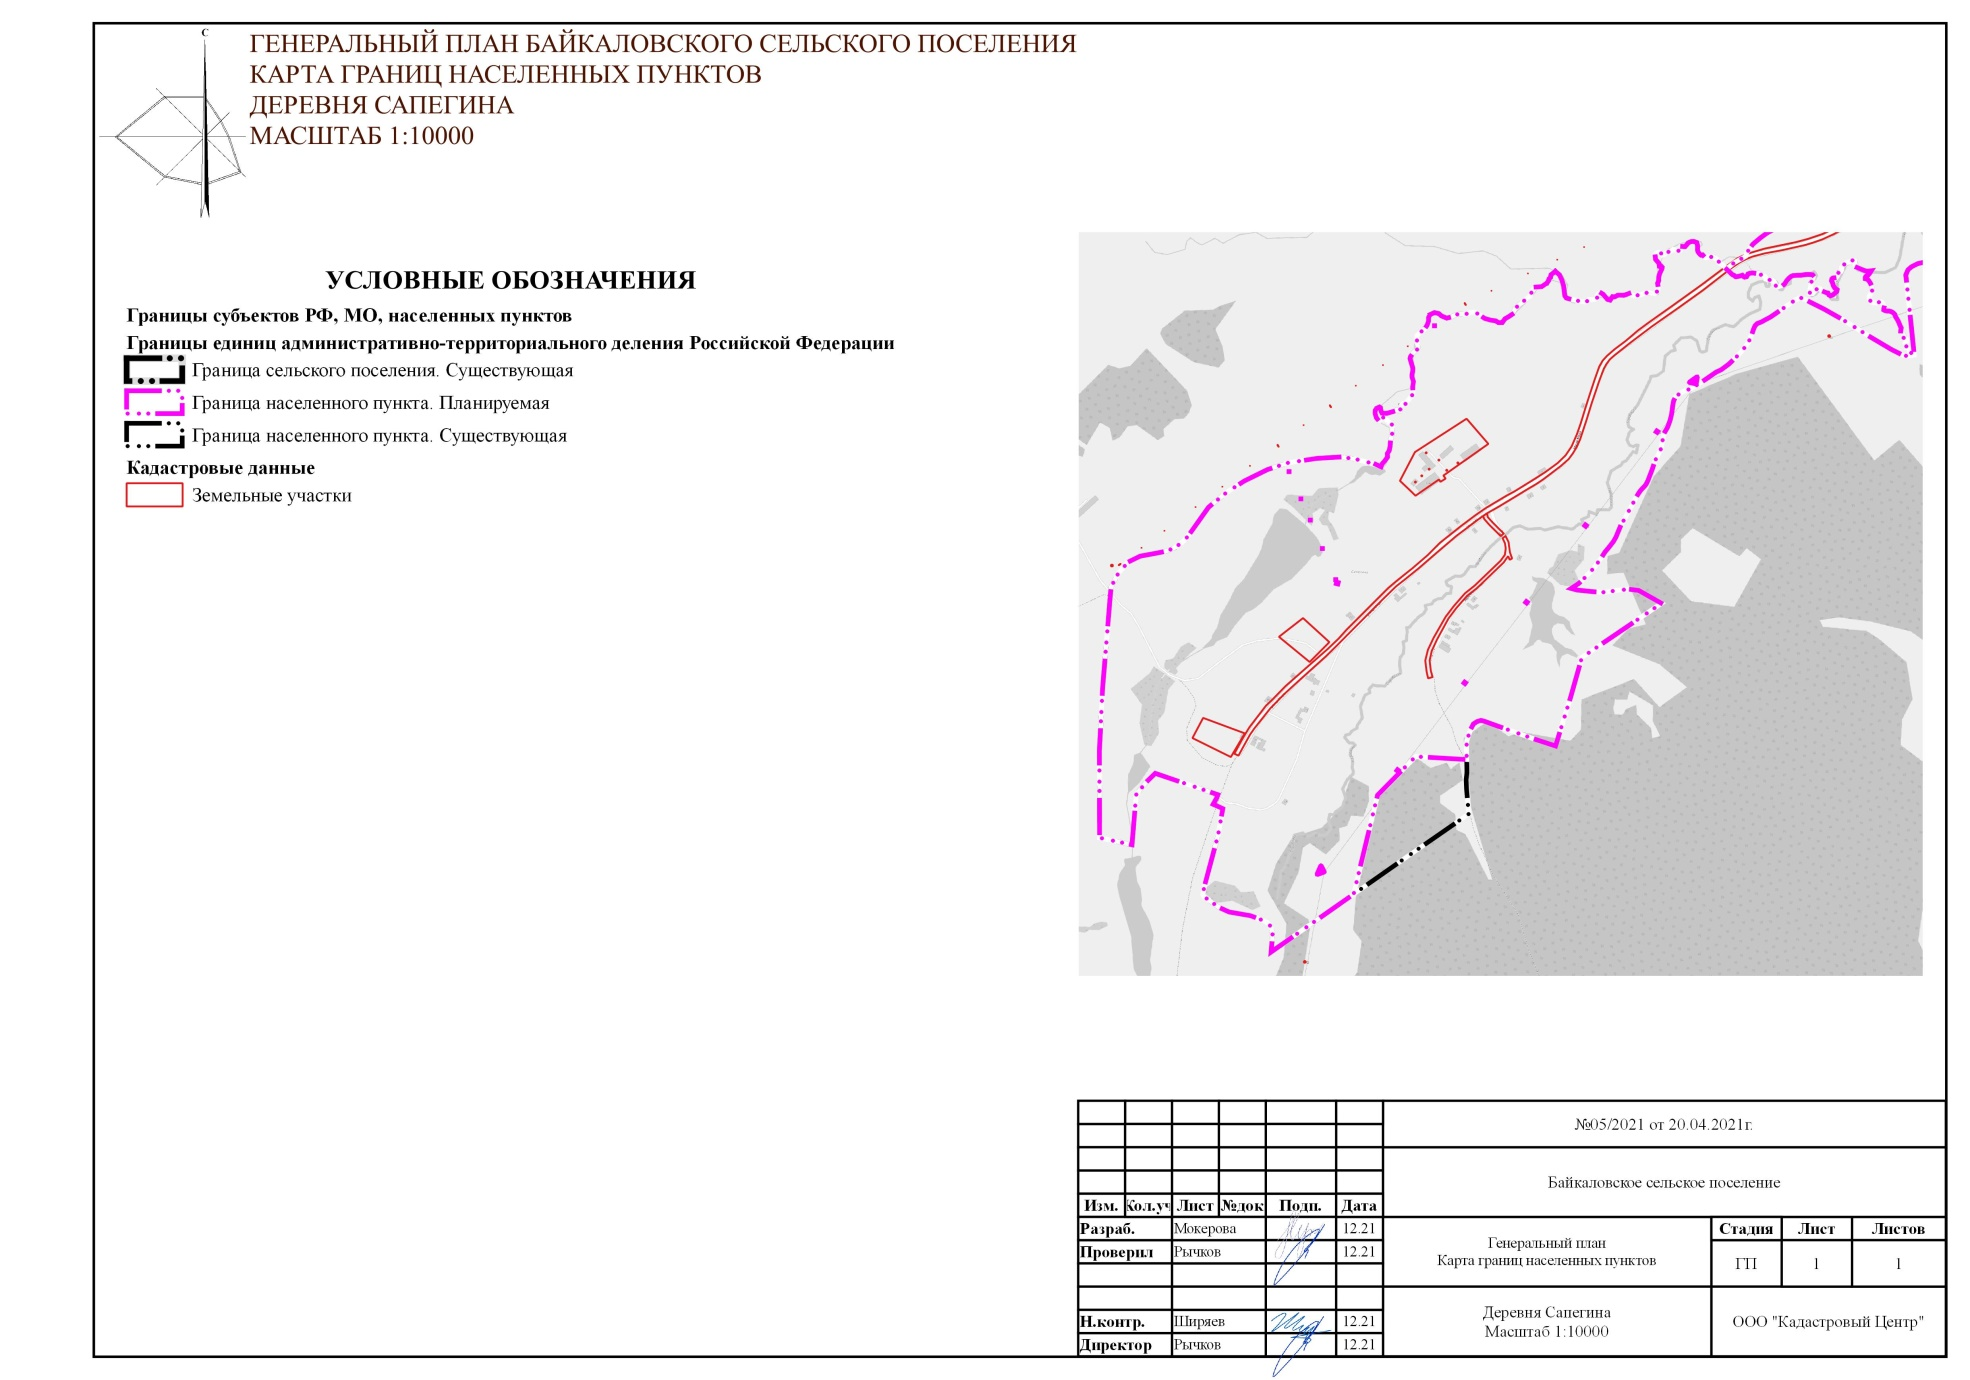 С
ГЕНЕРАЛЬНЫЙ ПЛАН БАЙКАЛОВСКОГО СЕЛЬСКОГО ПОСЕЛЕНИЯ
КАРТА ГРАНИЦ НАСЕЛЕННЫХ ПУНКТОВ
ДЕРЕВНЯ САПЕГИНА
МАСШТАБ 1:10000
УСЛОВНЫЕ ОБОЗНАЧЕНИЯ
Границы субъектов РФ, МО, населенных пунктов
Границы единиц административно-территориального деления Российской Федерации
Граница сельского поселения. Существующая
Граница населенного пункта. Планируемая
Граница населенного пункта. Существующая
Кадастровые данные
Земельные участки
№05/2021 от 20.04.2021г.
Байкаловское сельское поселение
Изм. Кол.уч Лист №док Подп. Дата
Разраб. Мокерова 12.21
Проверил Рычков 12.21
Генеральный план
Карта границ населенных пунктов
Стадия Лист Листов
ГП 1 1
Н.контр. Ширяев 12.21
Директор Рычков 12.21
Деревня Сапегина
Масштаб 1:10000
ООО "Кадастровый Центр"